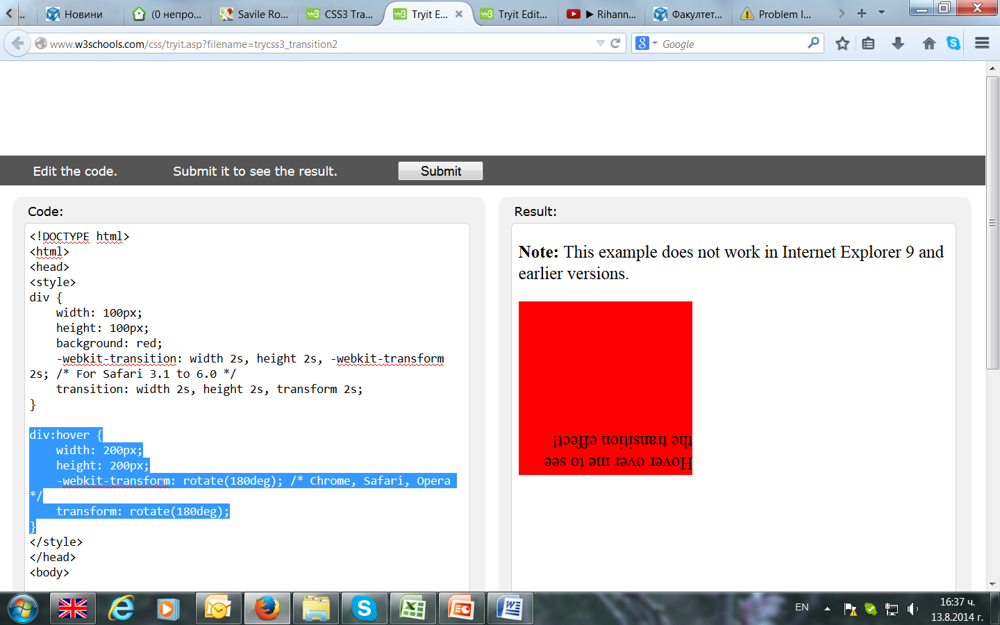 ... Новини (0 непро... Savile Ro... CSS3 Tra... Tryit E... Tryit Edit... ▶ Rihann... Факултет... Problem l...
www.w3schools.com/css/tryit.asp?filename=trycss3_transition2
Google
Edit the code. Submit it to see the result. Submit
Code:
<!DOCTYPE html>
<html>
<head>
<style>
div {
    width: 100px;
    height: 100px;
    background: red;
    -webkit-transition: width 2s, height 2s, -webkit-transform
2s; /* For Safari 3.1 to 6.0 */
    transition: width 2s, height 2s, transform 2s;
}
div:hover {
    width: 200px;
    height: 200px;
    -webkit-transform: rotate(180deg); /* Chrome, Safari, Opera
*/
    transform: rotate(180deg);
}
</style>
</head>
<body>
Result:
Note: This example does not work in Internet Explorer 9 and
earlier versions.
Hover over me to see
the transition effect!
EN
16:37 ч.
13.8.2014 г.